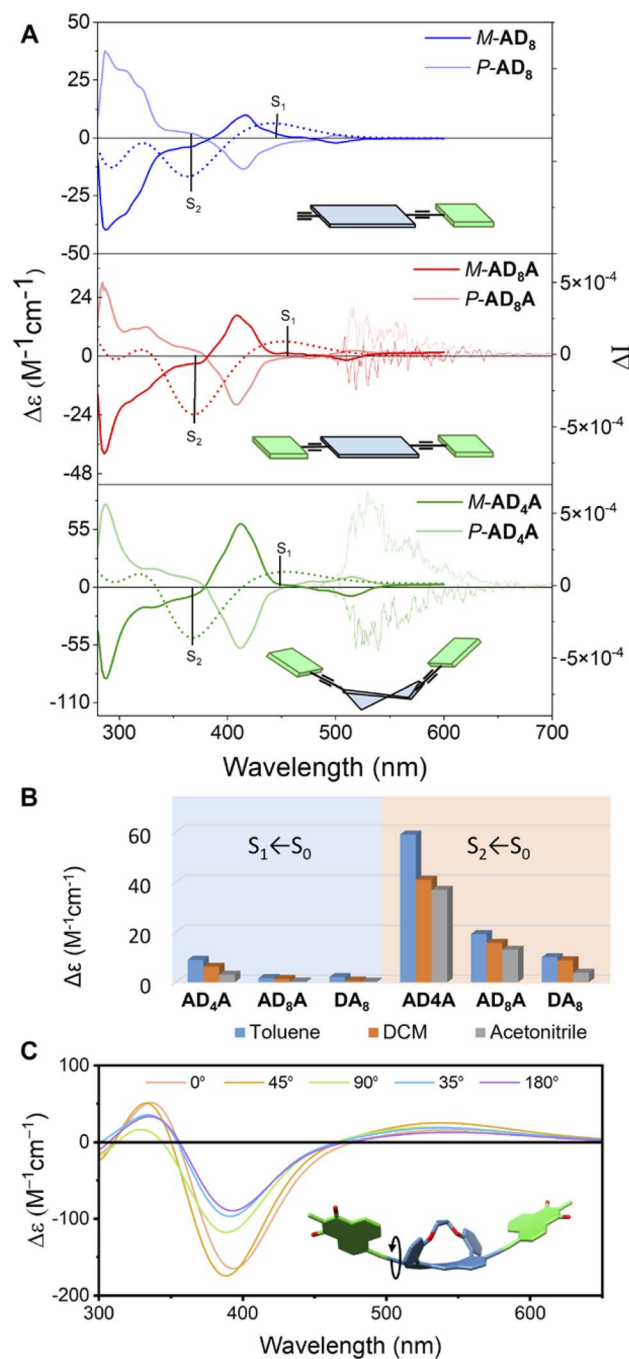 A
50
25
0
-25
-50
M-AD₈
P-AD₈
S₁
S₂
24
0
-24
-48
M-AD₈A
P-AD₈A
S₁
S₂
5×10⁻⁴
0
-5×10⁻⁴
Δε (M⁻¹cm⁻¹)
ΔI
55
0
-55
-110
M-AD₄A
P-AD₄A
S₁
S₂
5×10⁻⁴
0
-5×10⁻⁴
300 400 500 600 700
Wavelength (nm)
B
Δε (M⁻¹cm⁻¹)
60
40
20
0
S₁←S₀ S₂←S₀
AD₄A AD₈A DA₈ AD4A AD₈A DA₈
Toluene DCM Acetonitrile
C
Δε (M⁻¹cm⁻¹)
100
0
-100
-200
0° 45° 90° 35° 180°
300 400 500 600
Wavelength (nm)